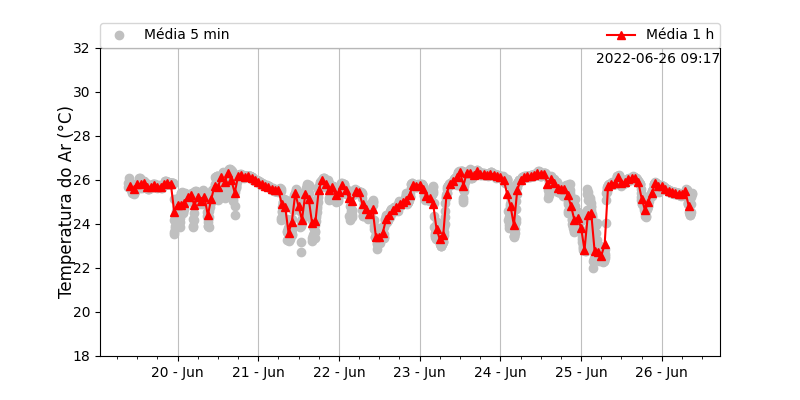 Média 5 min
Média 1 h
2022-06-26 09:17
Temperatura do Ar (°C)
32
30
28
26
24
22
20
18
20 - Jun
21 - Jun
22 - Jun
23 - Jun
24 - Jun
25 - Jun
26 - Jun